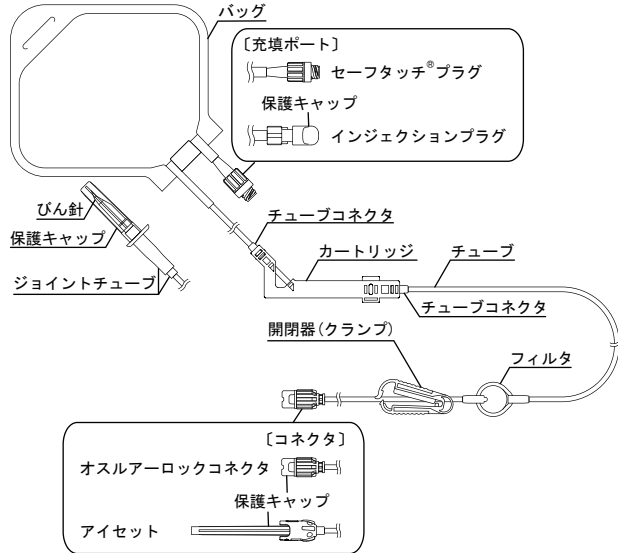 バッグ
〔充填ポート〕
セーフタッチ®プラグ
保護キャップ
インジェクションプラグ
びん針
保護キャップ
ジョイントチューブ
チューブコネクタ
カートリッジ
チューブ
チューブコネクタ
開閉器(クランプ)
フィルタ
〔コネクタ〕
オスルアーロックコネクタ
保護キャップ
アイセット